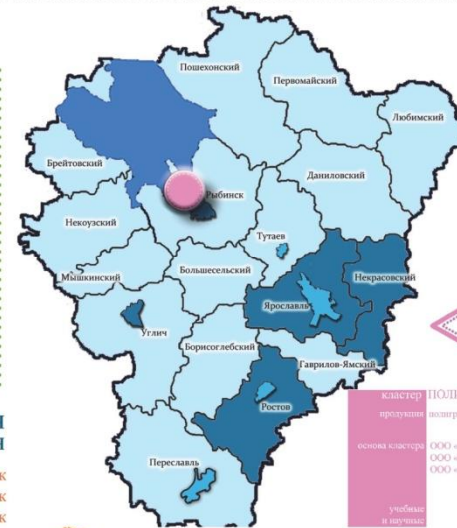 Пошехонский
Первомайский
Любимский
Брейтовский
Даниловский
Рыбинск
Некоузский
Тутаев
Мышкинский
Большесельский
Некрасовский
Ярославль
Углич
Борисоглебский
Гаврилов-Ямский
Ростов
Переславль
кластер
продукция
основа кластера ООО
ООО
ООО
учебные
и научные